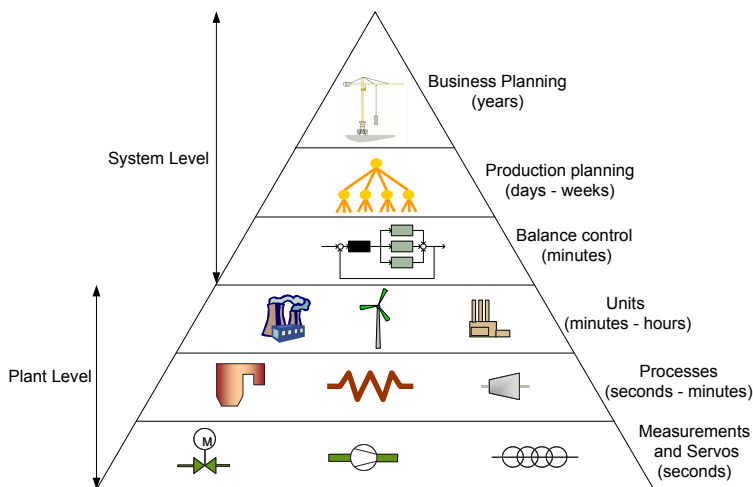 Business Planning
(years)
System Level
Production planning
(days - weeks)
Balance control
(minutes)
Units
(minutes - hours)
Plant Level
Processes
(seconds - minutes)
Measurements
and Servos
(seconds)
M